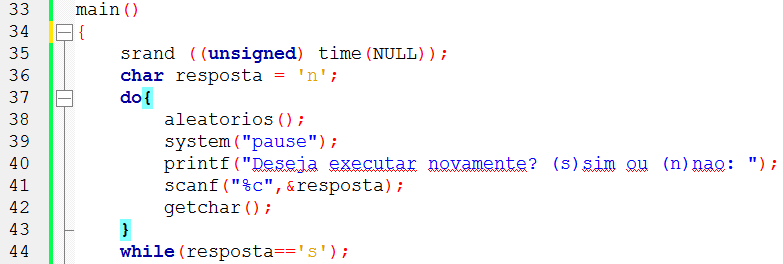 33 main()
34 {
35 srand ((unsigned) time(NULL));
36 char resposta = 'n';
37 do{
38 aleatorios();
39 system("pause");
40 printf("Deseja executar novamente? (s)sim ou (n)nao: ");
41 scanf("%c",&resposta);
42 getchar();
43 }
44 while(resposta=='s');